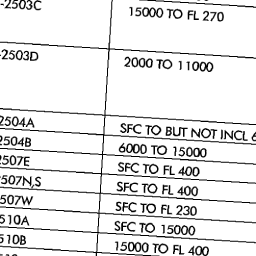 -2503C 15000 TO FL 270
-2503D 2000 TO 11000
2504A SFC TO BUT NOT INCL
2504B 6000 TO 15000
2507E SFC TO FL 400
2507N,S SFC TO FL 400
2507W SFC TO FL 230
510A SFC TO 15000
510B 15000 TO FL 400